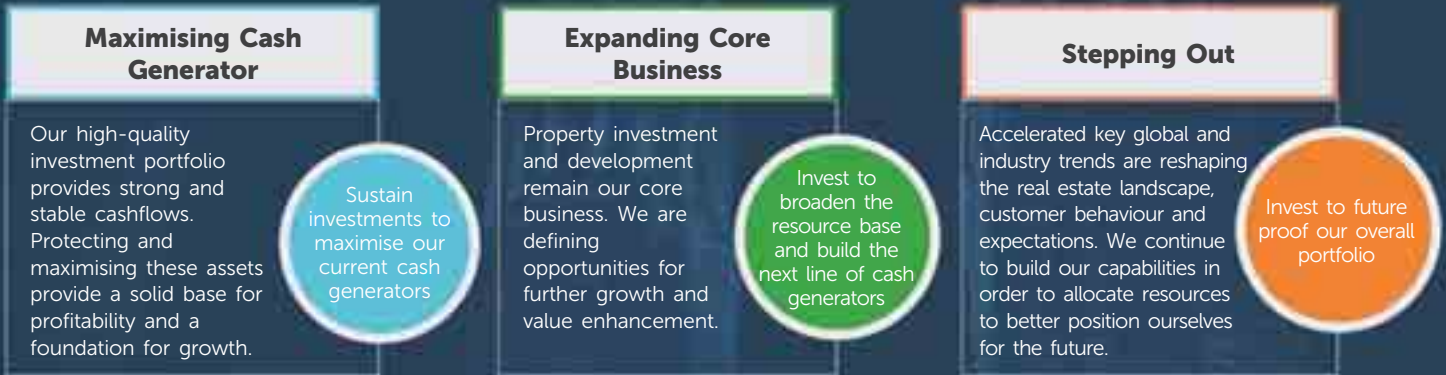 Maximising Cash
Generator
Our high-quality
investment portfolio
provides strong and
stable cashflows.
Protecting and
maximising these assets
provide a solid base for
profitability and a
foundation for growth.
Sustain
investments to
maximise our
current cash
generators
Expanding Core
Business
Property investment
and development
remain our core
business. We are
defining
opportunities for
further growth and
value enhancement.
Invest to
broaden the
resource base
and build the
next line of cash
generators
Stepping Out
Accelerated key global and
industry trends are reshaping
the real estate landscape,
customer behaviour and
expectations. We continue
to build our capabilities in
order to allocate resources
to better position ourselves
for the future.
Invest to future
proof our overall
portfolio